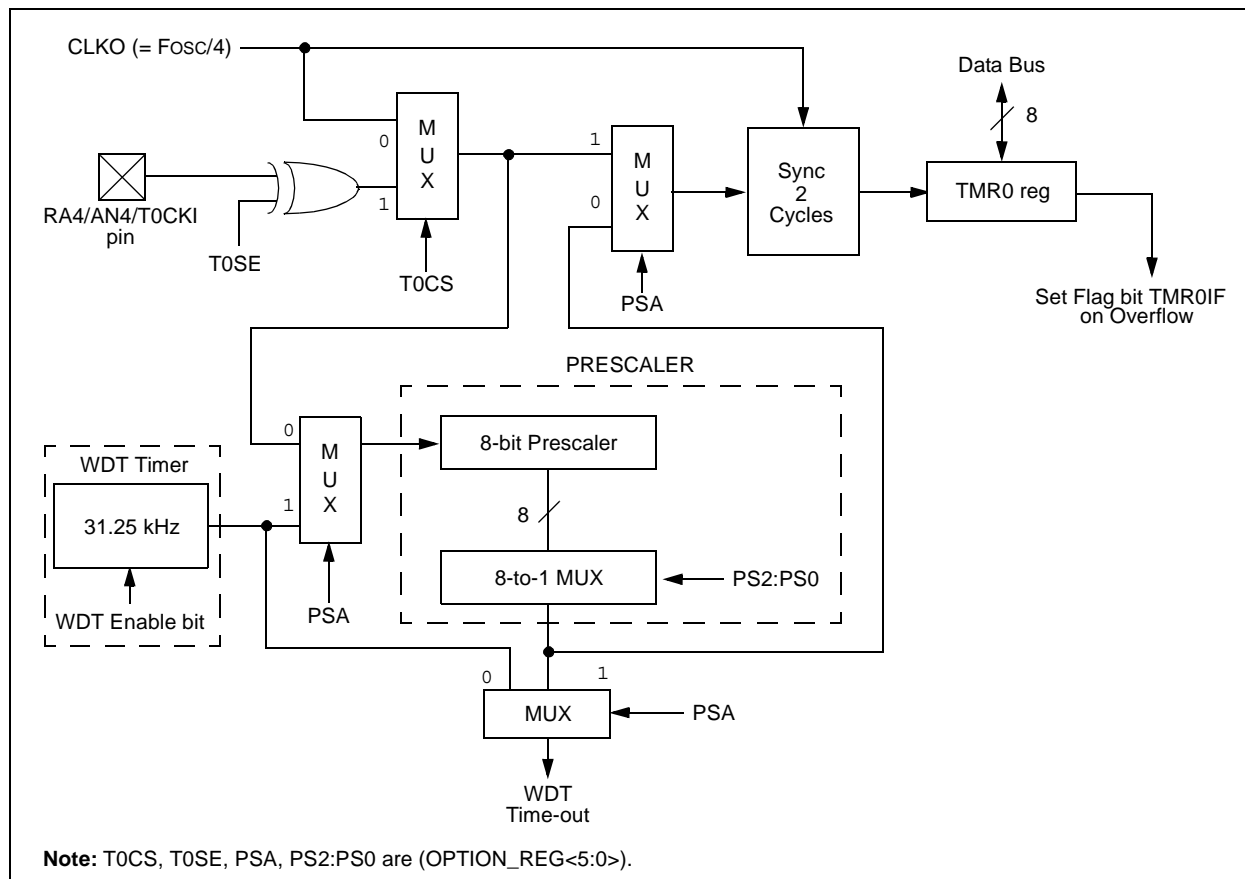 CLKO (= FOSC/4)
Data Bus
8
M
U
X
0
1
M
U
X
1
0
Sync
2
Cycles
TMR0 reg
RA4/AN4/T0CKI
pin
T0SE
T0CS
PSA
Set Flag bit TMR0IF
on Overflow
PRESCALER
0
M
U
X
1
8-bit Prescaler
WDT Timer
31.25 kHz
8
8-to-1 MUX
PS2:PS0
WDT Enable bit
PSA
0
1
MUX
PSA
WDT
Time-out
Note: T0CS, T0SE, PSA, PS2:PS0 are (OPTION_REG<5:0>).